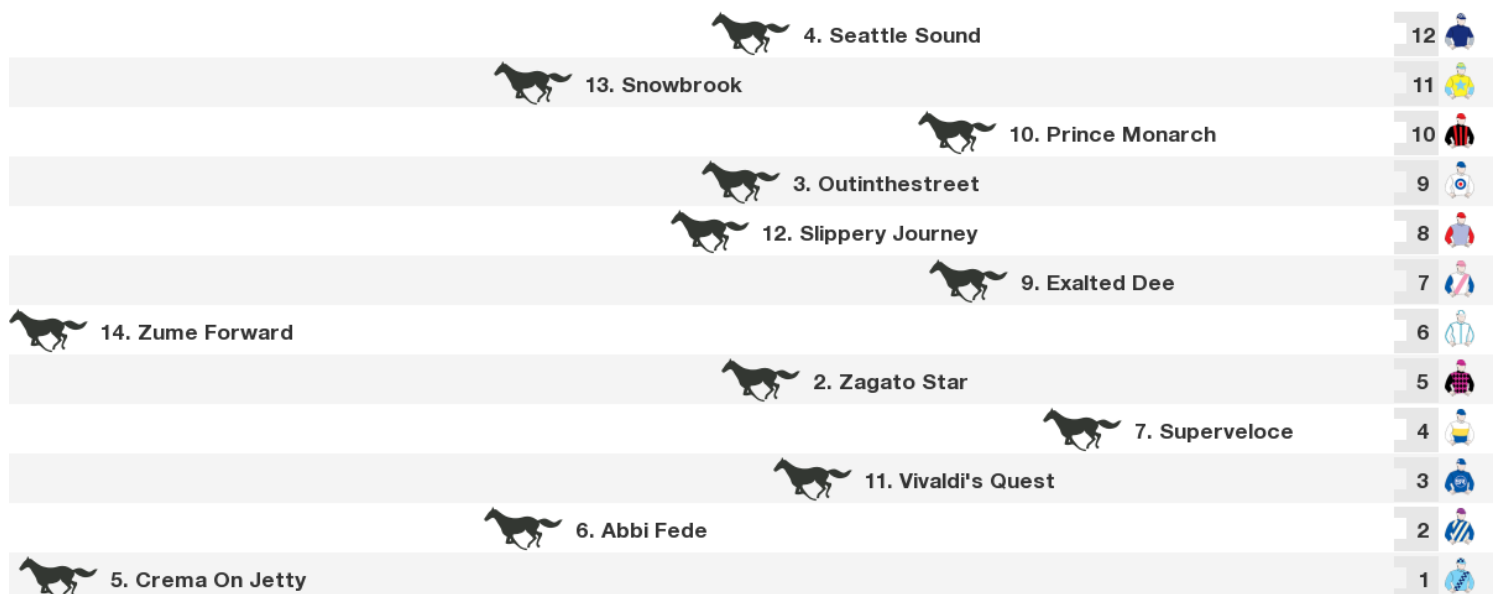 4. Seattle Sound 12
13. Snowbrook 11
10. Prince Monarch 10
3. Outinthestreet 9
12. Slippery Journey 8
9. Exalted Dee 7
14. Zume Forward 6
2. Zagato Star 5
7. Superveloce 4
11. Vivaldi's Quest 3
6. Abbi Fede 2
5. Crema On Jetty 1